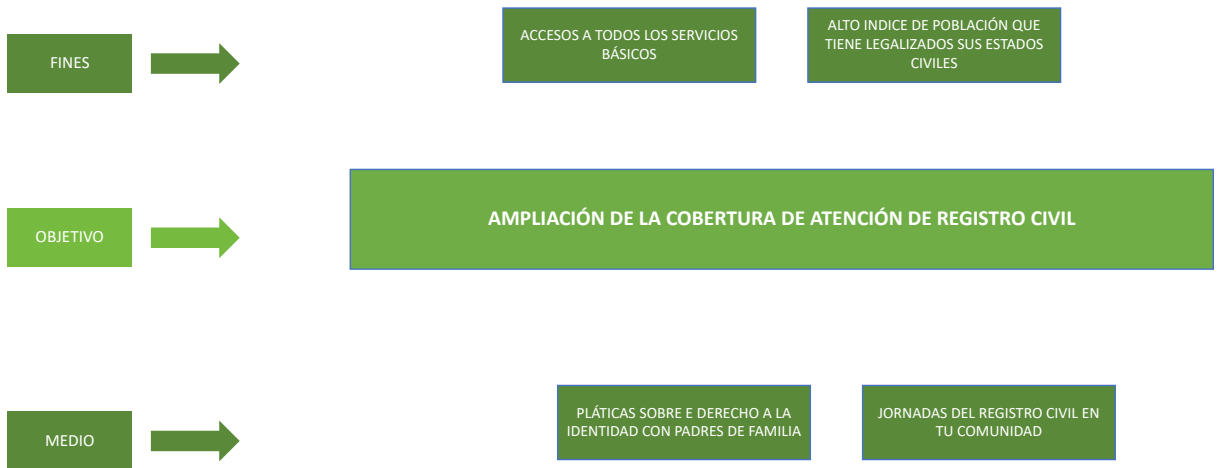 FINES
ACCESOS A TODOS LOS SERVICIOS
BÁSICOS
ALTO INDICE DE POBLACIÓN QUE
TIENE LEGALIZADOS SUS ESTADOS
CIVILES
OBJETIVO
AMPLIACIÓN DE LA COBERTURA DE ATENCIÓN DE REGISTRO CIVIL
MEDIO
PLÁTICAS SOBRE E DERECHO A LA
IDENTIDAD CON PADRES DE FAMILIA
JORNADAS DEL REGISTRO CIVIL EN
TU COMUNIDAD